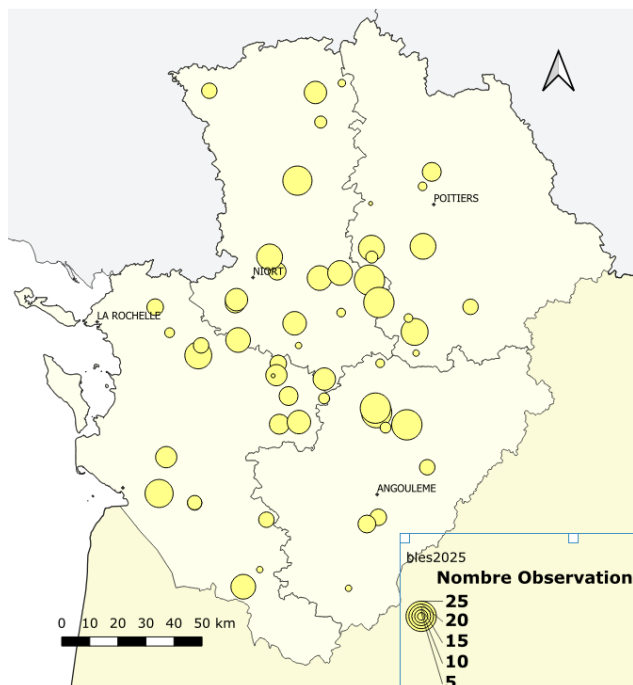 POITIERS
NIORT
LA ROCHELLE
ANGOULEME
bles2025
Nombre Observation
25
20
15
10
5
0 10 20 30 40 50 km